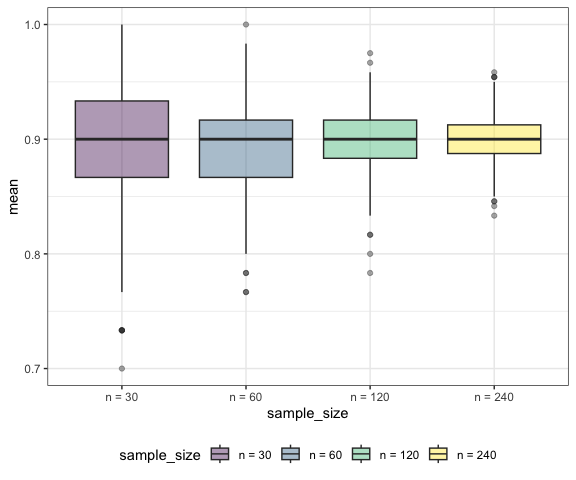 1.0
0.9
0.8
0.7
mean
n = 30 n = 60 n = 120 n = 240
sample_size
sample_size n = 30 n = 60 n = 120 n = 240